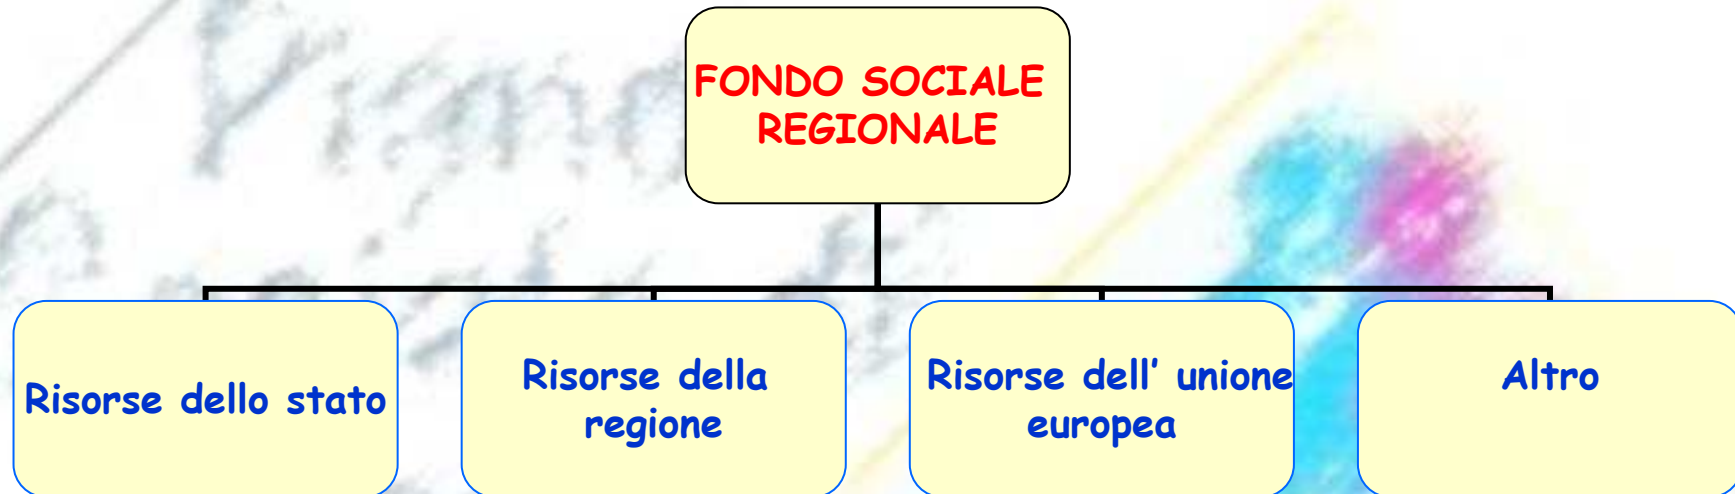 FONDO SOCIALE
REGIONALE
Risorse dello stato
Risorse della
regione
Risorse dell' unione
europea
Altro